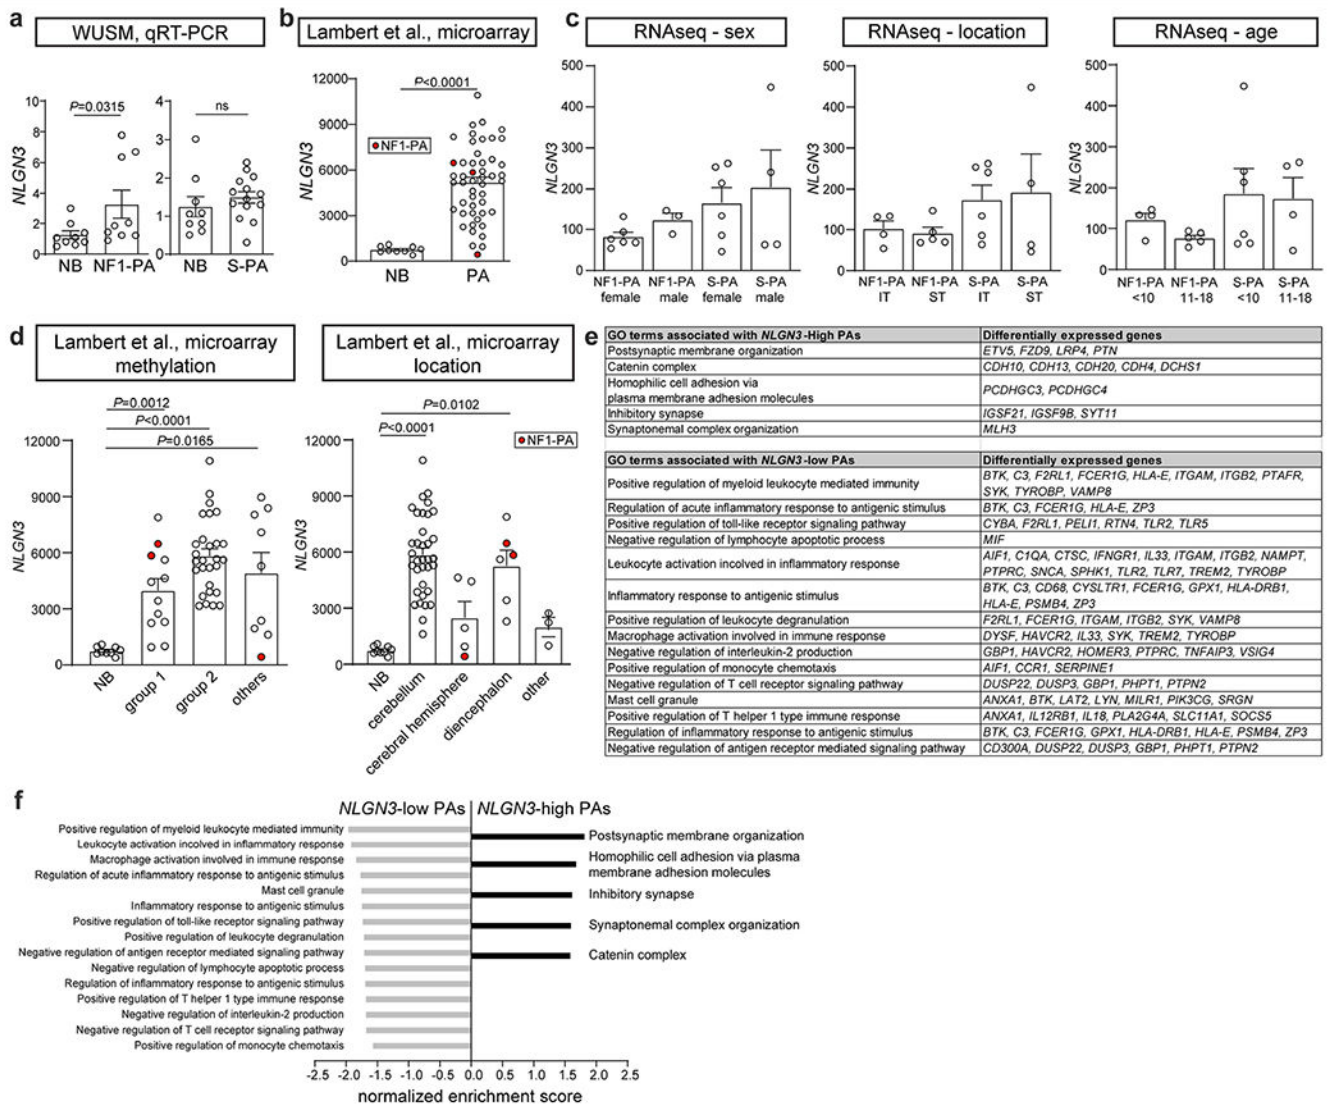 a
WUSM, qRT-PCR
NLGN3
10
8
6
4
2
0
P=0.0315
NB NF1-PA
4
3
2
1
0
ns
NB S-PA
b
Lambert et al., microarray
NLGN3
12000
9000
6000
3000
0
P<0.0001
NF1-PA
NB PA
c
RNAseq - sex
NLGN3
500
400
300
200
100
0
NF1-PA NF1-PA S-PA S-PA
female male female male
RNAseq - location
NLGN3
500
400
300
200
100
0
NF1-PA NF1-PA S-PA S-PA
IT ST IT ST
RNAseq - age
NLGN3
500
400
300
200
100
0
NF1-PA NF1-PA S-PA S-PA
<10 11-18 <10 11-18
d
Lambert et al., microarray
methylation
P=0.0012
P<0.0001
P=0.0165
NLGN3
12000
9000
6000
3000
0
NB
group 1
group 2
others
Lambert et al., microarray
location
P=0.0102
P<0.0001
NF1-PA
NLGN3
12000
9000
6000
3000
0
NB
cerebellum
cerebral hemisphere
diencephalon
other
e
GO terms associated with NLGN3-High PAs Differentially expressed genes
Postsynaptic membrane organization ETV5, FZD9, LRP4, PTN
Catenin complex CDH10, CDH13, CDH20, CDH4, DCHS1
Homophilic cell adhesion via
plasma membrane adhesion molecules PCDHGC3, PCDHGC4
Inhibitory synapse IGSF21, IGSF9B, SYT11
Synaptonemal complex organization MLH3
GO terms associated with NLGN3-low PAs Differentially expressed genes
Positive regulation of myeloid leukocyte mediated immunity BTK, C3, F2RL1, FCER1G, HLA-E, ITGAM, ITGB2, PTAFR,
SYK, TYROBP, VAMP8
Regulation of acute inflammatory response to antigenic stimulus BTK, C3, FCER1G, HLA-E, ZP3
Positive regulation of toll-like receptor signaling pathway CYBA, F2RL1, PELI1, RTN4, TLR2, TLR5
Negative regulation of lymphocyte apoptotic process MIF
Leukocyte activation incolved in inflammatory response AIF1, C1QA, CTSC, IFNGR1, IL33, ITGAM, ITGB2, NAMPT,
PTPRC, SNCA, SPHK1, TLR2, TLR7, TREM2, TYROBP
Inflammatory response to antigenic stimulus BTK, C3, CD68, CYSLTR1, FCER1G, GPX1, HLA-DRB1,
HLA-E, PSMB4, ZP3
Positive regulation of leukocyte degranulation F2RL1, FCER1G, ITGAM, ITGB2, SYK, VAMP8
Macrophage activation involved in immune response DYSF, HAVCR2, IL33, SYK, TREM2, TYROBP
Negative regulation of interleukin-2 production GBP1, HAVCR2, HOMER3, PTPRC, TNFAIP3, VSIG4
Positive regulation of monocyte chemotaxis AIF1, CCR1, SERPINE1
Negative regulation of T cell receptor signaling pathway DUSP22, DUSP3, GBP1, PHPT1, PTPN2
Mast cell granule ANXA1, BTK, LAT2, LYN, MILR1, PIK3CG, SRGN
Positive regulation of T helper 1 type immune response ANXA1, IL12RB1, IL18, PLA2G4A, SLC11A1, SOCS5
Regulation of inflammatory response to antigenic stimulus BTK, C3, FCER1G, GPX1, HLA-DRB1, HLA-E, PSMB4, ZP3
Negative regulation of antigen receptor mediated signaling pathway CD300A, DUSP22, DUSP3, GBP1, PHPT1, PTPN2
f
NLGN3-low PAs NLGN3-high PAs
Positive regulation of myeloid leukocyte mediated immunity
Leukocyte activation involved in inflammatory response
Macrophage activation involved in immune response
Regulation of acute inflammatory response to antigenic stimulus
Mast cell granule
Inflammatory response to antigenic stimulus
Positive regulation of toll-like receptor signaling pathway
Positive regulation of leukocyte degranulation
Negative regulation of antigen receptor mediated signaling pathway
Negative regulation of lymphocyte apoptotic process
Regulation of inflammatory response to antigenic stimulus
Positive regulation of T helper 1 type immune response
Negative regulation of interleukin-2 production
Negative regulation of T cell receptor signaling pathway
Positive regulation of monocyte chemotaxis
Postsynaptic membrane organization
Homophilic cell adhesion via plasma
membrane adhesion molecules
Inhibitory synapse
Synaptonemal complex organization
Catenin complex
-2.5 -2.0 -1.5 -1.0 -0.5 0.0 0.5 1.0 1.5 2.0 2.5
normalized enrichment score